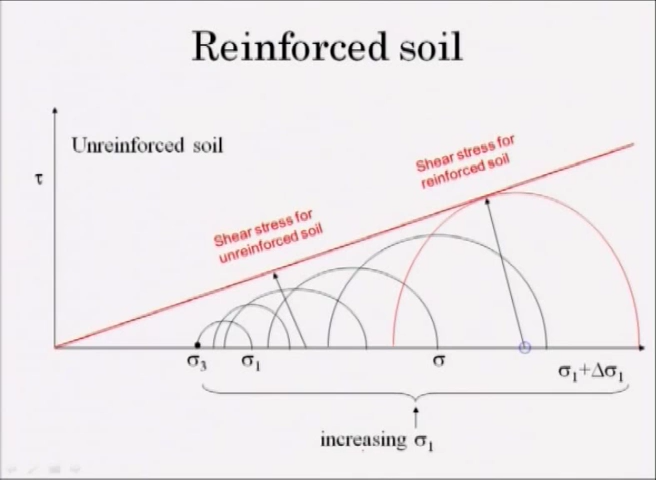 Reinforced soil
Unreinforced soil
τ
Shear stress for
reinforced soil
Shear stress for
unreinforced soil
σ₃
σ₁
σ
σ₁+Δσ₁
increasing σ₁